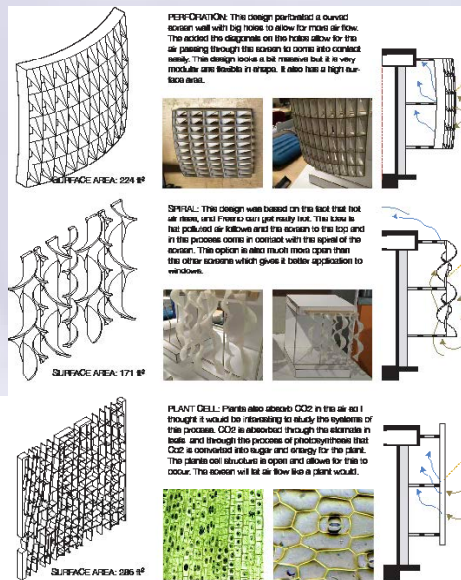 PERFORATION: This design perforated a curved
screen wall with big holes to allow for more air flow.
The added the diagonals on the holes allow for the
air passing through the screen to come into contact
easily. This design looks a bit massive but it is very
modular and flexible in shape. It also has a high sur-
face area.
SURFACE AREA: 224 ft²
SPIRAL: This design was based on the fact that hot
air rises, and Fresno can get really hot. The idea is
hot polluted air follows and the screen to the top and
in the process coms in contact with the spiral of the
screen. This option is also much more open than
the other screens which gives it better application to
windows.
SURFACE AREA: 171 ft²
PLANT CELL: Plants also absorb CO2 in the air so I
thought it would be interesting to study the systems of
this process. CO2 is absorbed through the stomata in
leafs and through the process of photosynthesis that
Co2 is converted into sugar and energy for the plant.
The plants cell structure is open and allows for this to
occur. The screen will let air flow like a plant would.
SURFACE AREA: 286 ft²